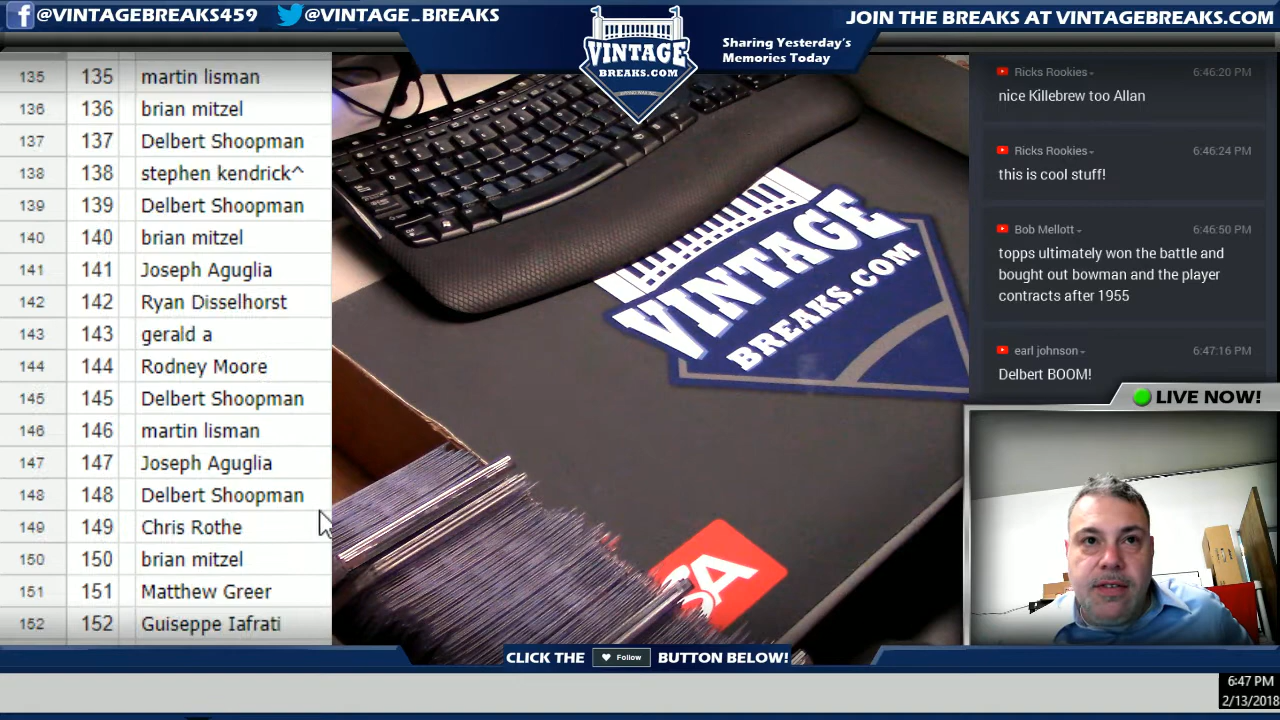 @VINTAGEBREAKS459
@VINTAGE_BREAKS
VINTAGE
BREAKS.COM
Sharing Yesterday's
Memories Today
JOIN THE BREAKS AT VINTAGEBREAKS.COM
135 135 martin lisman
136 136 brian mitzel
137 137 Delbert Shoopman
138 138 stephen kendrick^
139 139 Delbert Shoopman
140 140 brian mitzel
141 141 Joseph Aguglia
142 142 Ryan Disselhorst
143 143 gerald a
144 144 Rodney Moore
145 145 Delbert Shoopman
146 146 martin lisman
147 147 Joseph Aguglia
148 148 Delbert Shoopman
149 149 Chris Rothe
150 150 brian mitzel
151 151 Matthew Greer
152 152 Guiseppe Iafrati
VINTAGE
BREAKS.COM
Ricks Rookies 6:46:20 PM
nice Killebrew too Allan
Ricks Rookies 6:46:24 PM
this is cool stuff!
Bob Mellott 6:46:50 PM
topps ultimately won the battle and
bought out bowman and the player
contracts after 1955
earl johnson 6:47:16 PM
Delbert BOOM!
LIVE NOW!
CLICK THE Follow BUTTON BELOW!
6:47 PM
2/13/2018